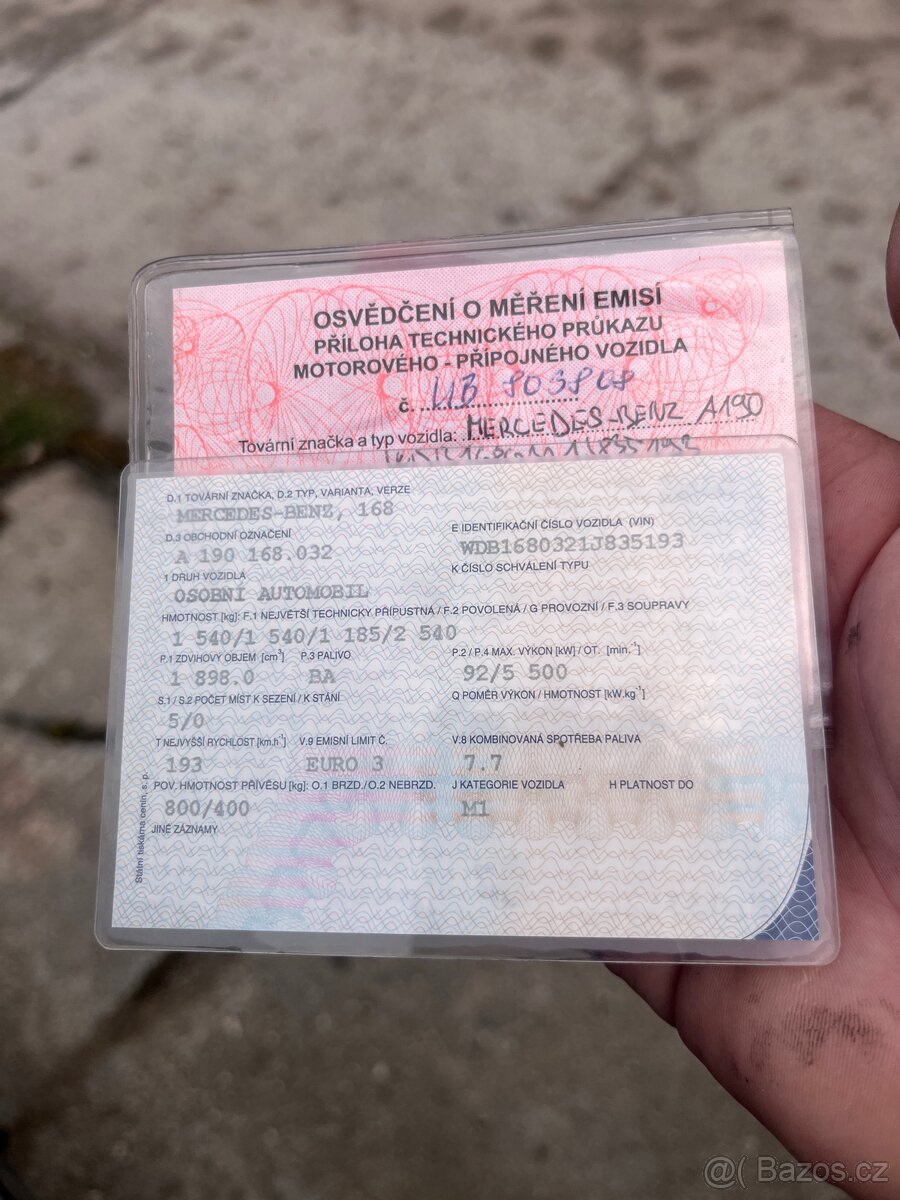 OSVĚDČENÍ O MĚŘENÍ EMISÍ
PŘÍLOHA TECHNICKÉHO PRŮKAZU
MOTOROVÉHO - PŘÍPOJNÉHO VOZIDLA
č.
Tovární značka a typ vozidla: MERCEDES-BENZ A190
D.1 TOVÁRNÍ ZNAČKA, D.2 TYP, VARIANTA, VERZE
MERCEDES-BENZ, 168
D.3 OBCHODNÍ OZNAČENÍ
A 190 168.032
E IDENTIFIKAČNÍ ČÍSLO VOZIDLA (VIN)
WDB1680321J835193
1 DRUH VOZIDLA
OSOBNÍ AUTOMOBIL
K ČÍSLO SCHVÁLENÍ TYPU
HMOTNOST [kg]: F.1 NEJVĚTŠÍ TECHNICKY PŘÍPUSTNÁ / F.2 POVOLENÁ / G PROVOZNÍ / F.3 SOUPRAVY
1 540/1 540/1 185/2 540
P.1 ZDVIHOVÝ OBJEM [cm³] P.3 PALIVO P.2 / P.4 MAX. VÝKON [kW] / OT. [min.⁻¹]
1 898.0 BA 92/5 500
S.1 / S.2 POČET MÍST K SEZENÍ / K STÁNÍ Q POMĚR VÝKON / HMOTNOST [kW.kg⁻¹]
5/0
T NEJVYŠŠÍ RYCHLOST [km.h⁻¹] V.9 EMISNÍ LIMIT Č. V.8 KOMBINOVANÁ SPOTŘEBA PALIVA
193 EURO 3 7.7
POV. HMOTNOST PŘÍVĚSU [kg]: O.1 BRZD./O.2 NEBRZD. J KATEGORIE VOZIDLA H PLATNOST DO
800/400 M1
JINÉ ZÁZNAMY
Státní tiskárna cenin, s.p.
@( Bazos.cz